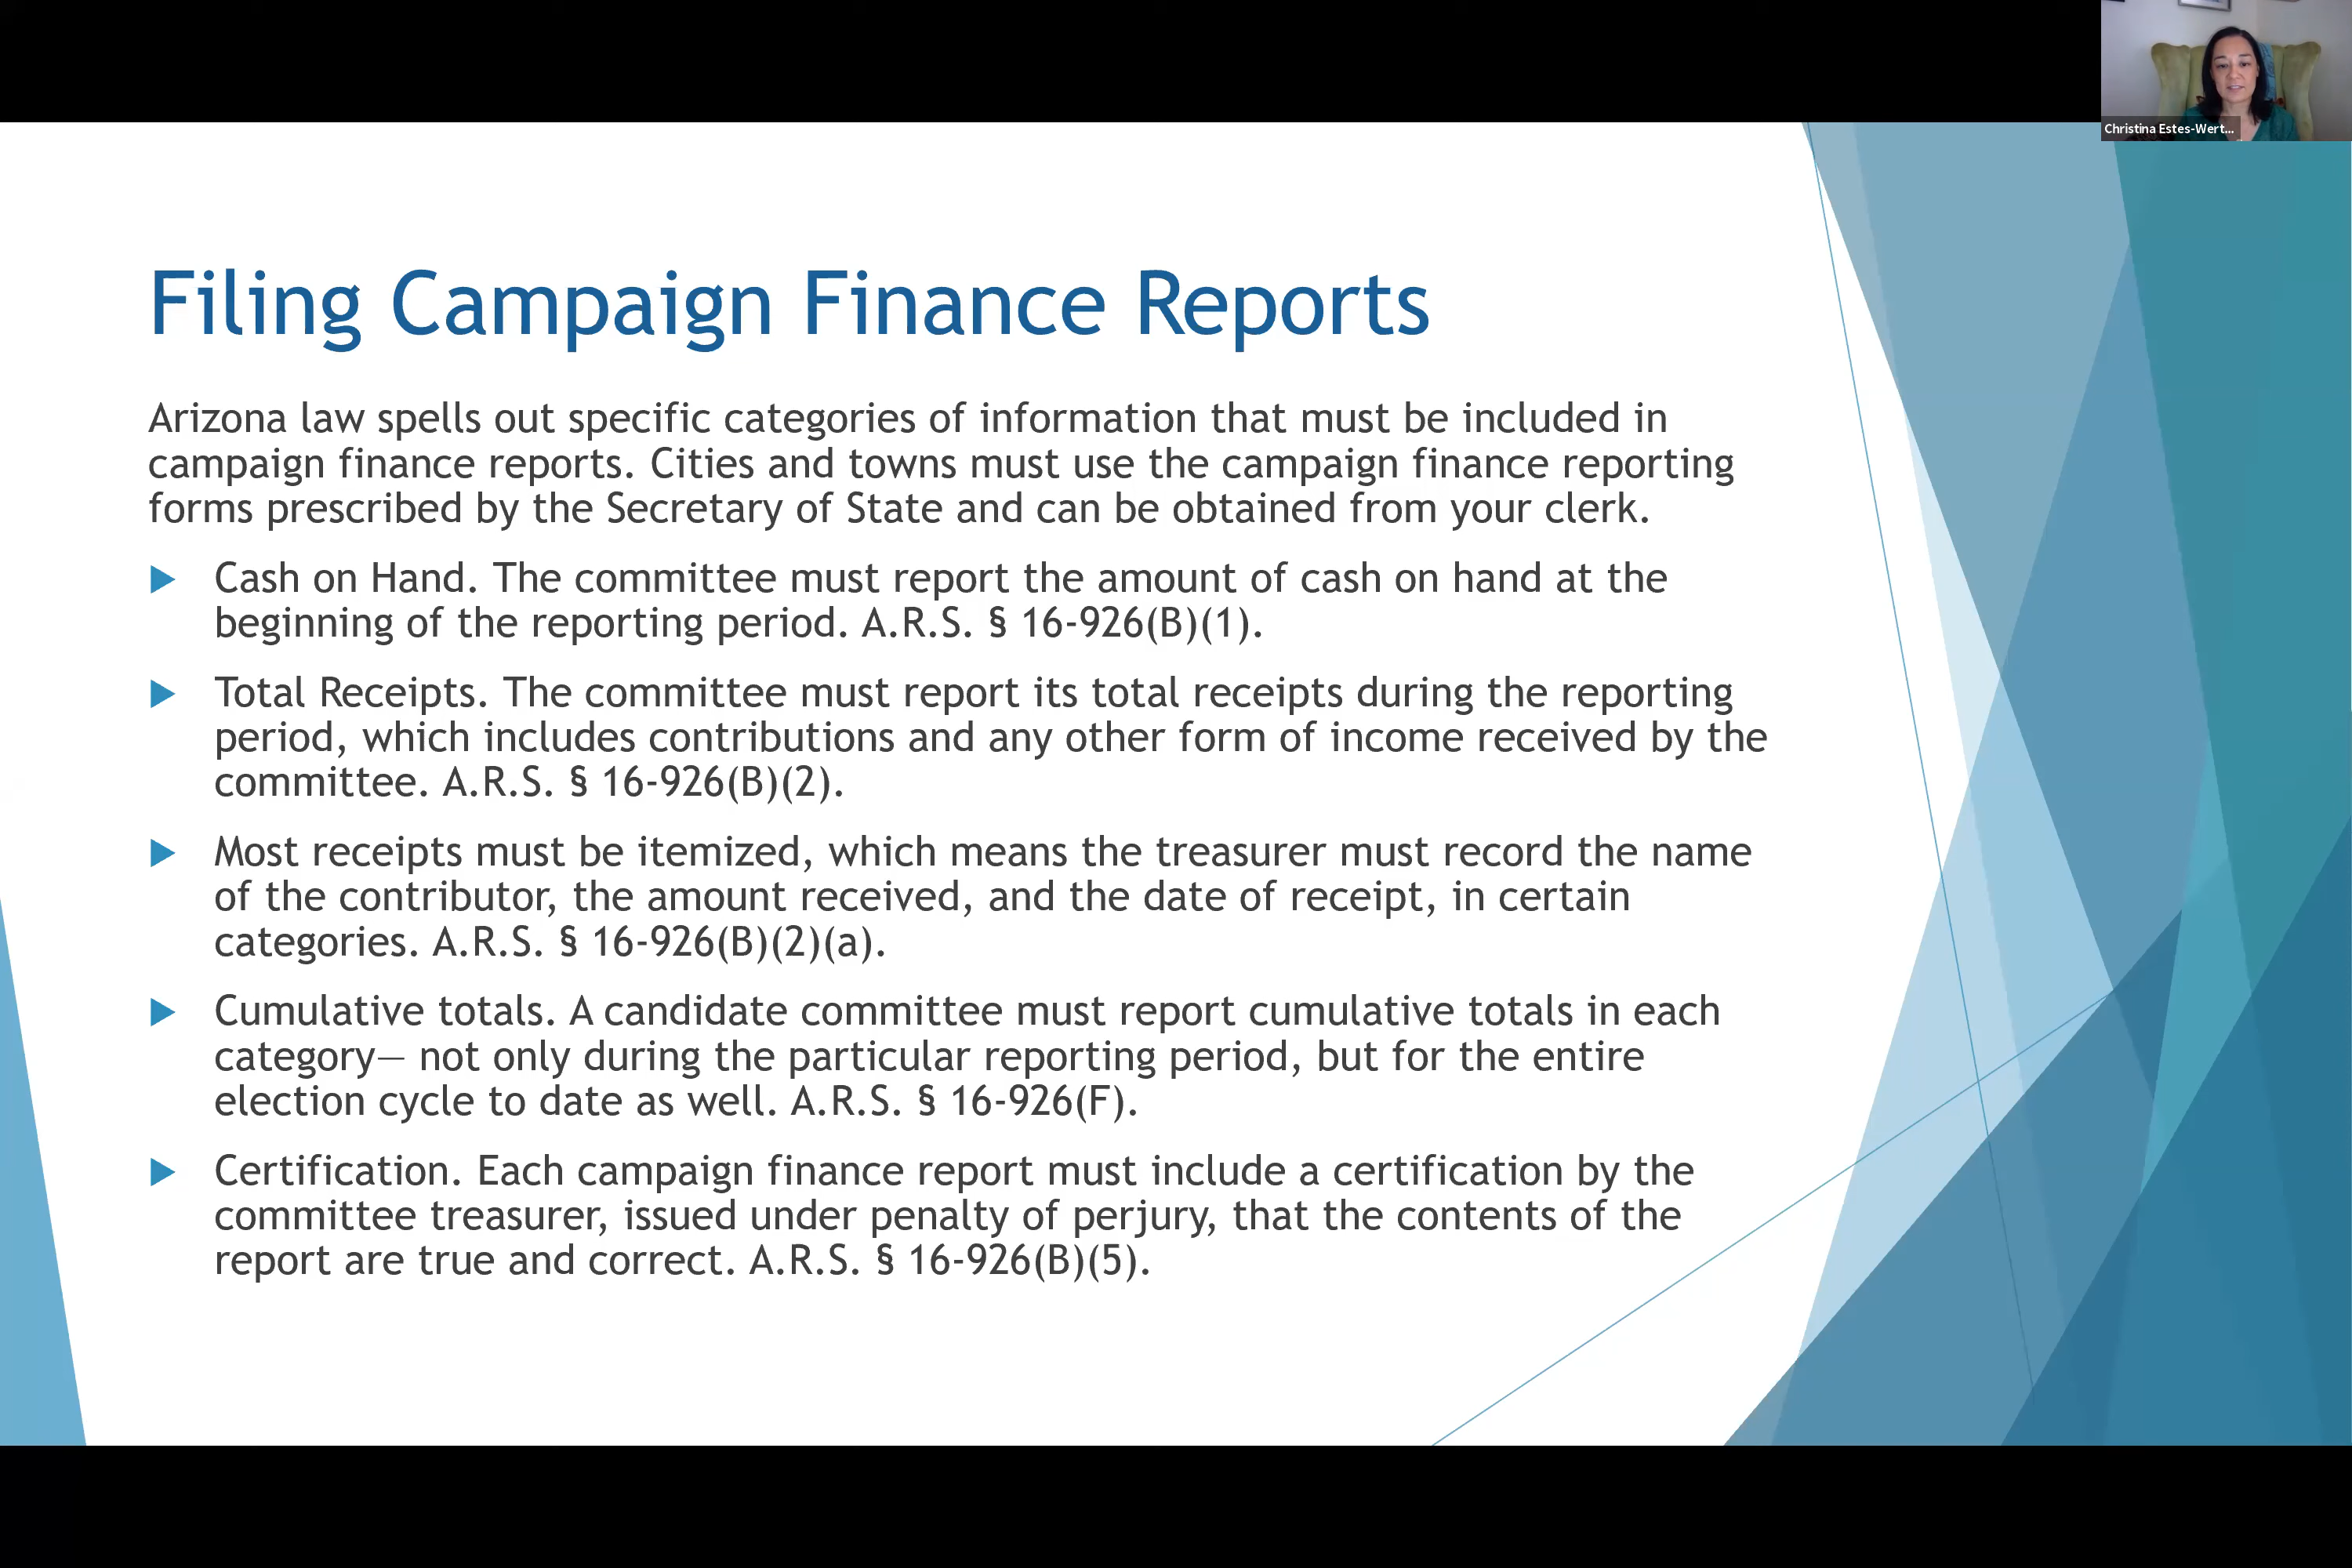 Christina Estes-Wert...
Filing Campaign Finance Reports
Arizona law spells out specific categories of information that must be included in
campaign finance reports. Cities and towns must use the campaign finance reporting
forms prescribed by the Secretary of State and can be obtained from your clerk.
Cash on Hand. The committee must report the amount of cash on hand at the
beginning of the reporting period. A.R.S. § 16-926(B)(1).
Total Receipts. The committee must report its total receipts during the reporting
period, which includes contributions and any other form of income received by the
committee. A.R.S. § 16-926(B)(2).
Most receipts must be itemized, which means the treasurer must record the name
of the contributor, the amount received, and the date of receipt, in certain
categories. A.R.S. § 16-926(B)(2)(a).
Cumulative totals. A candidate committee must report cumulative totals in each
category— not only during the particular reporting period, but for the entire
election cycle to date as well. A.R.S. § 16-926(F).
Certification. Each campaign finance report must include a certification by the
committee treasurer, issued under penalty of perjury, that the contents of the
report are true and correct. A.R.S. § 16-926(B)(5).